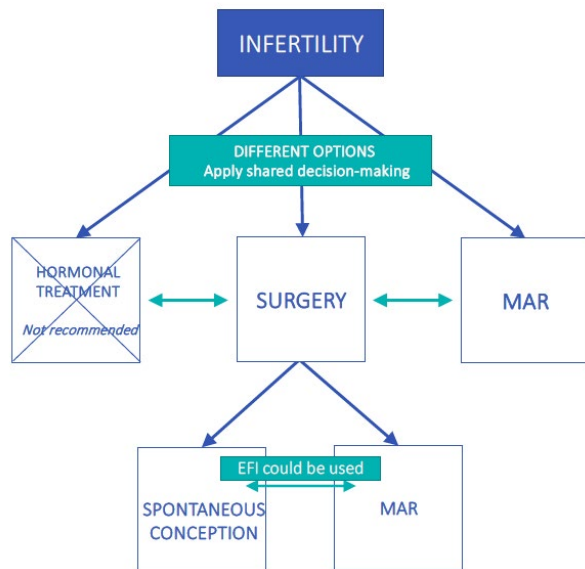 INFERTILITY
DIFFERENT OPTIONS
Apply shared decision-making
HORMONAL
TREATMENT
Not recommended
SURGERY
MAR
EFI could be used
SPONTANEOUS
CONCEPTION
MAR